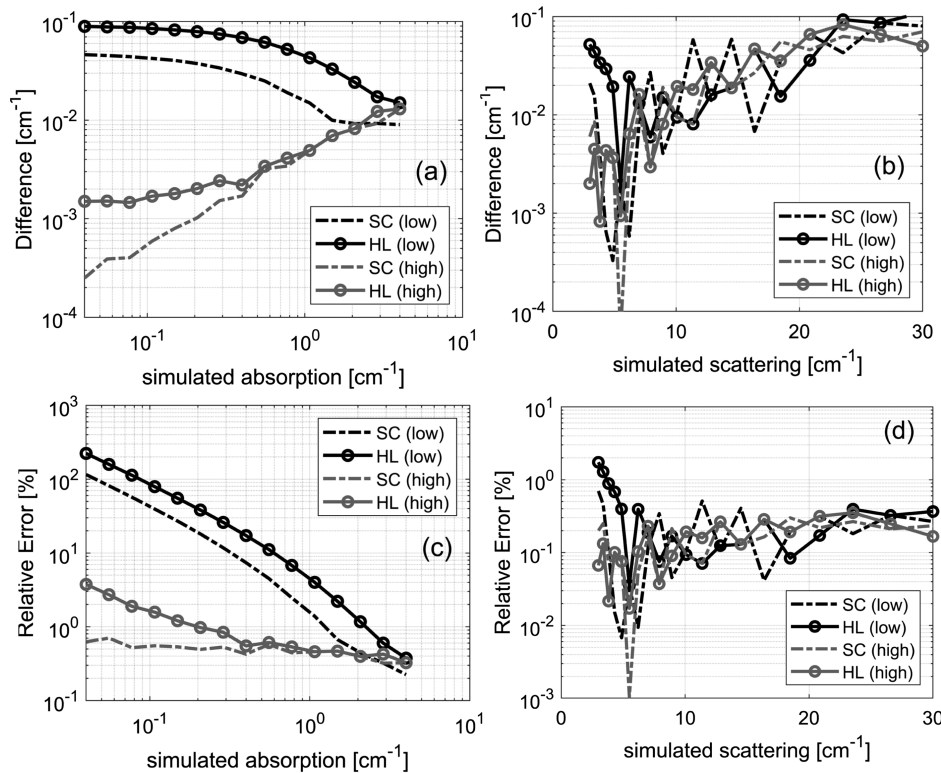 10^-1
10^-2
10^-3
10^-4
Difference [cm^-1]
(a)
SC (low)
HL (low)
SC (high)
HL (high)
10^-1 10^0 10^1
simulated absorption [cm^-1]
10^-1
10^-2
10^-3
10^-4
Difference [cm^-1]
(b)
SC (low)
HL (low)
SC (high)
HL (high)
0 10 20 30
simulated scattering [cm^-1]
10^3
10^2
10^1
10^0
10^-1
Relative Error [%]
SC (low)
HL (low)
SC (high)
HL (high)
(c)
10^-1 10^0 10^1
simulated absorption [cm^-1]
10^1
10^0
10^-1
10^-2
10^-3
Relative Error [%]
(d)
SC (low)
HL (low)
SC (high)
HL (high)
0 10 20 30
simulated scattering [cm^-1]